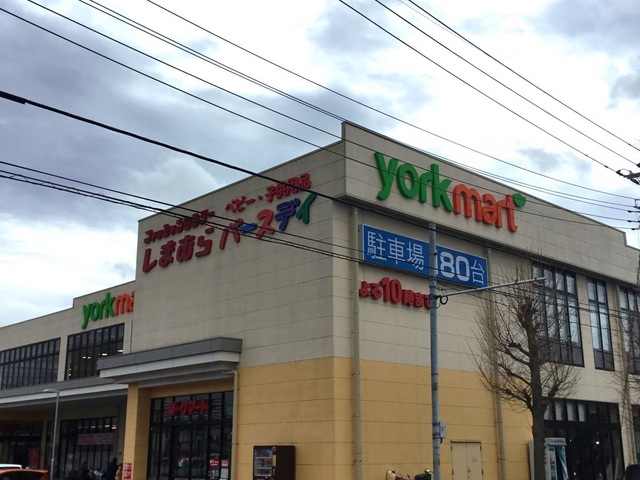 yorkmart
駐車場 180台
よる10時まで
ファッションセンター
しまむら
ベビー・子供用品
バースデイ
yorkma
ヨークマート